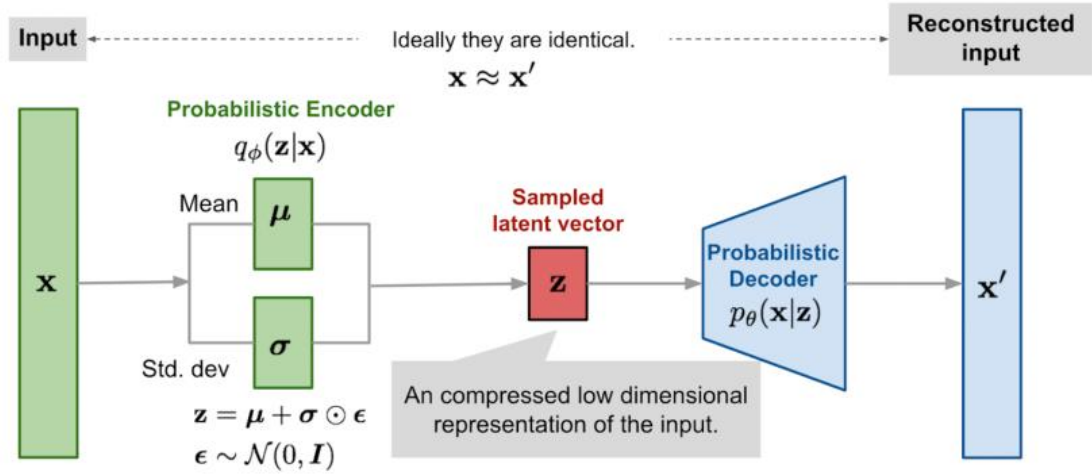 Input
Ideally they are identical.
x ≈ x′
Reconstructed
input
Probabilistic Encoder
qϕ(z|x)
Mean
μ
x
σ
Std. dev
z = μ + σ ⊙ ϵ
ϵ ∼ 𝒩(0, I)
Sampled
latent vector
z
An compressed low dimensional
representation of the input.
Probabilistic
Decoder
pθ(x|z)
x′